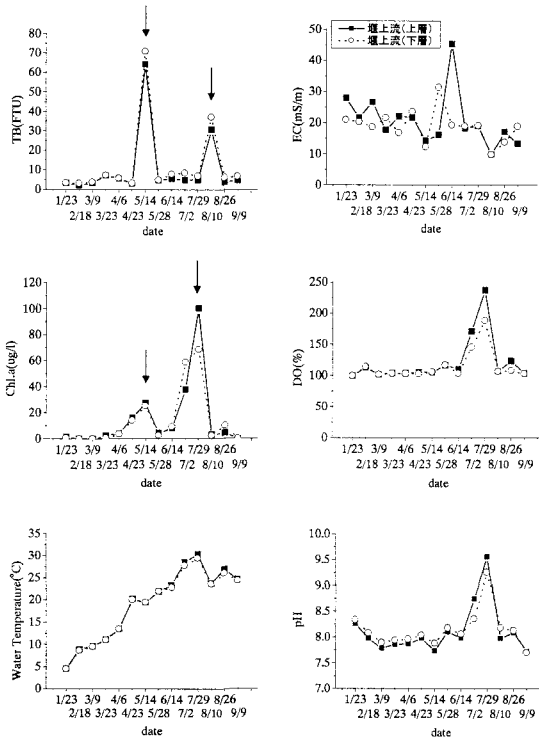 TB(FTU)
80
70
60
50
40
30
20
10
0
1/23 3/9 4/6 5/14 6/14 7/29 8/26
2/18 3/23 4/23 5/28 7/2 8/10 9/9
date
堰上流(上層)
堰上流(下層)
EC(mS/m)
50
40
30
20
10
0
1/23 3/9 4/6 5/14 6/14 7/29 8/26
2/18 3/23 4/23 5/28 7/2 8/10 9/9
date
Chl.a(ug/l)
120
100
80
60
40
20
0
1/23 3/9 4/6 5/14 6/14 7/29 8/26
2/18 3/23 4/23 5/28 7/2 8/10 9/9
date
DO(%)
250
200
150
100
50
0
1/23 3/9 4/6 5/14 6/14 7/29 8/26
2/18 3/23 4/23 5/28 7/2 8/10 9/9
date
Water Temperature(°C)
35
30
25
20
15
10
5
0
1/23 3/9 4/6 5/14 6/14 7/29 8/26
2/18 3/23 4/23 5/28 7/2 8/10 9/9
date
pH
10.0
9.5
9.0
8.5
8.0
7.5
7.0
1/23 3/9 4/6 5/14 6/14 7/29 8/26
2/18 3/23 4/23 5/28 7/2 8/10 9/9
date